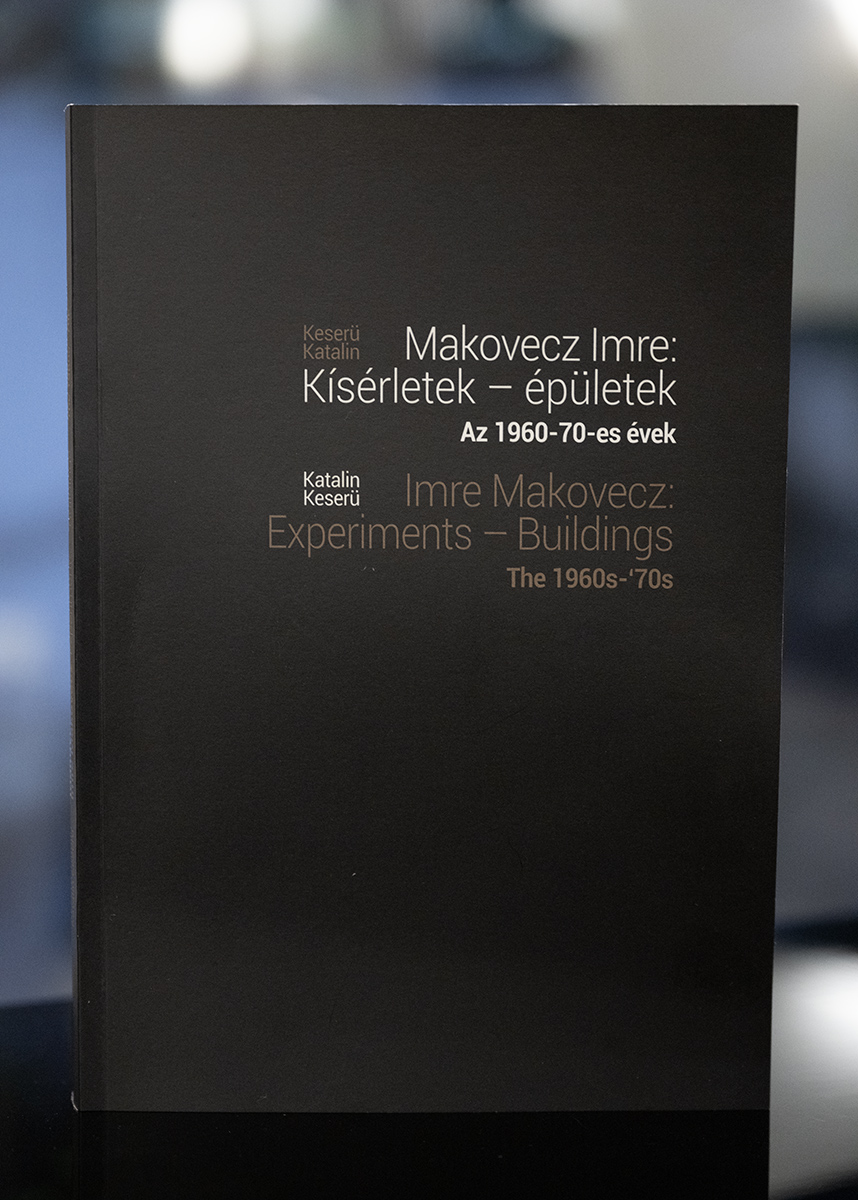 Keserü
Katalin
Makovecz Imre:
Kísérletek – épületek
Az 1960-70-es évek
Katalin
Keserü
Imre Makovecz:
Experiments – Buildings
The 1960s-‘70s